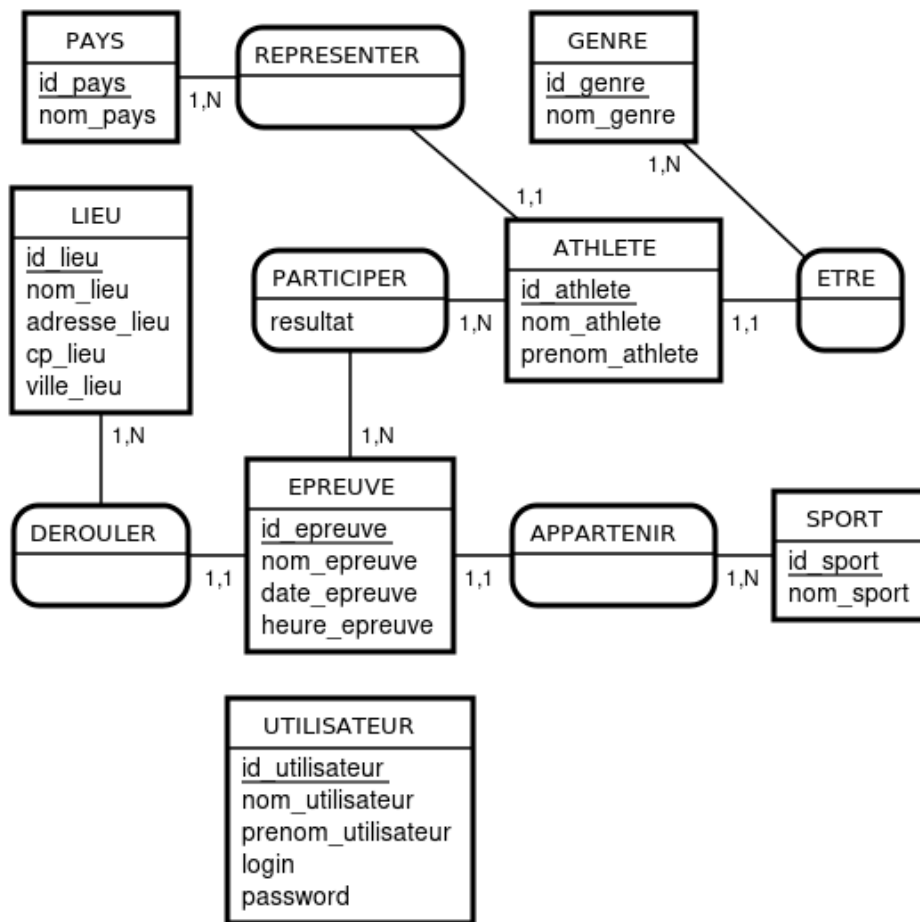 PAYS
id_pays
nom_pays
1,N
REPRESENTER
GENRE
id_genre
nom_genre
1,N
1,1
LIEU
id_lieu
nom_lieu
adresse_lieu
cp_lieu
ville_lieu
1,N
PARTICIPER
resultat
1,N
1,N
ATHLETE
id_athlete
nom_athlete
prenom_athlete
1,1
ETRE
DEROULER
1,1
EPREUVE
id_epreuve
nom_epreuve
date_epreuve
heure_epreuve
1,1
APPARTENIR
1,N
SPORT
id_sport
nom_sport
UTILISATEUR
id_utilisateur
nom_utilisateur
prenom_utilisateur
login
password